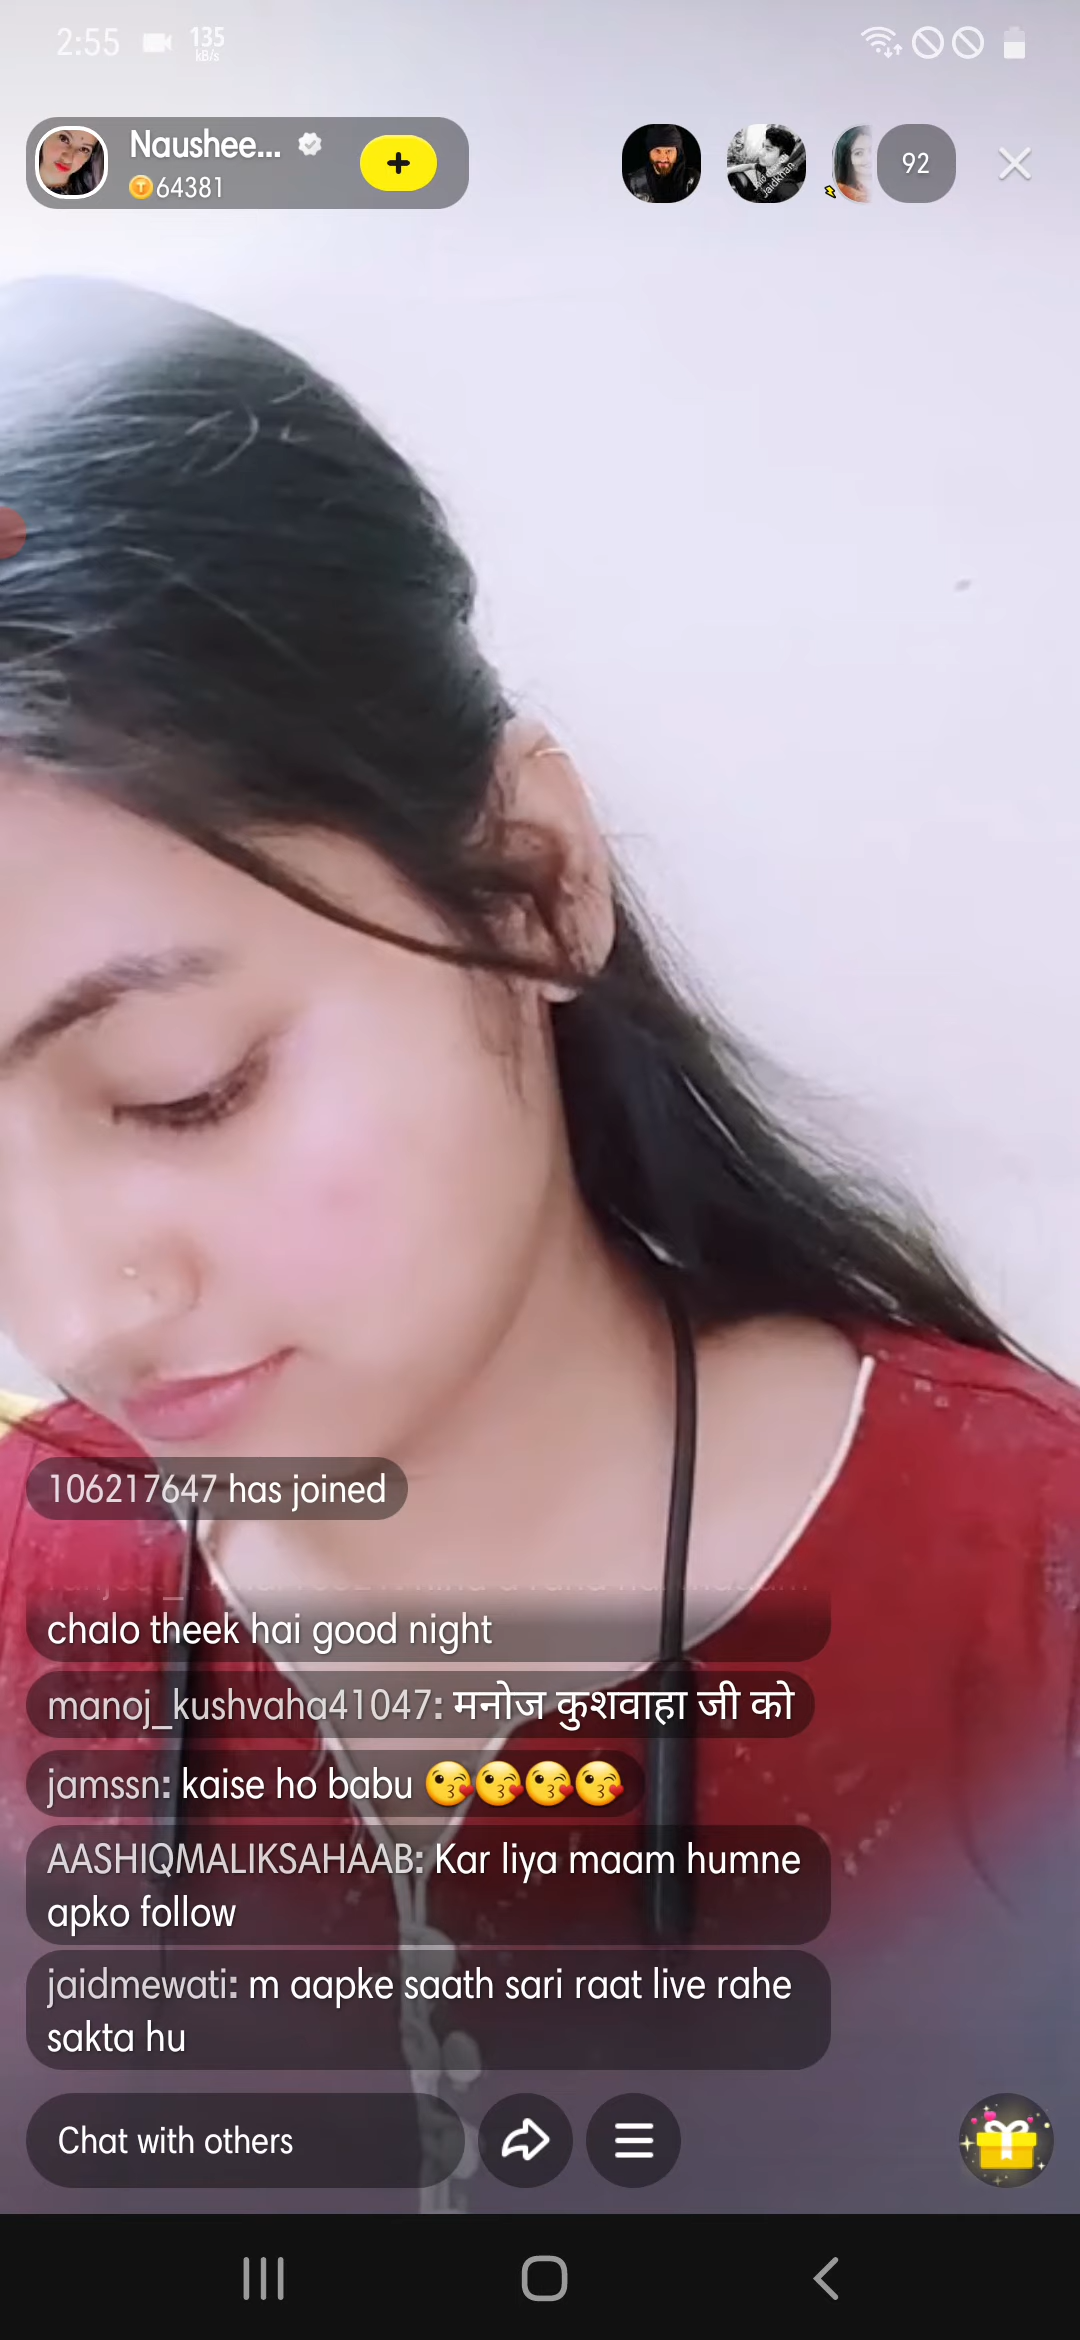 2:55 135
kB/s
Naushee...
64381
92
106217647 has joined
chalo theek hai good night
manoj_kushvaha41047: मनोज कुशवाहा जी को
jamssn: kaise ho babu 😘😘😘😘
AASHIQMALIKSAHAAB: Kar liya maam humne
apko follow
jaidmewati: m aapke saath sari raat live rahe
sakta hu
Chat with others